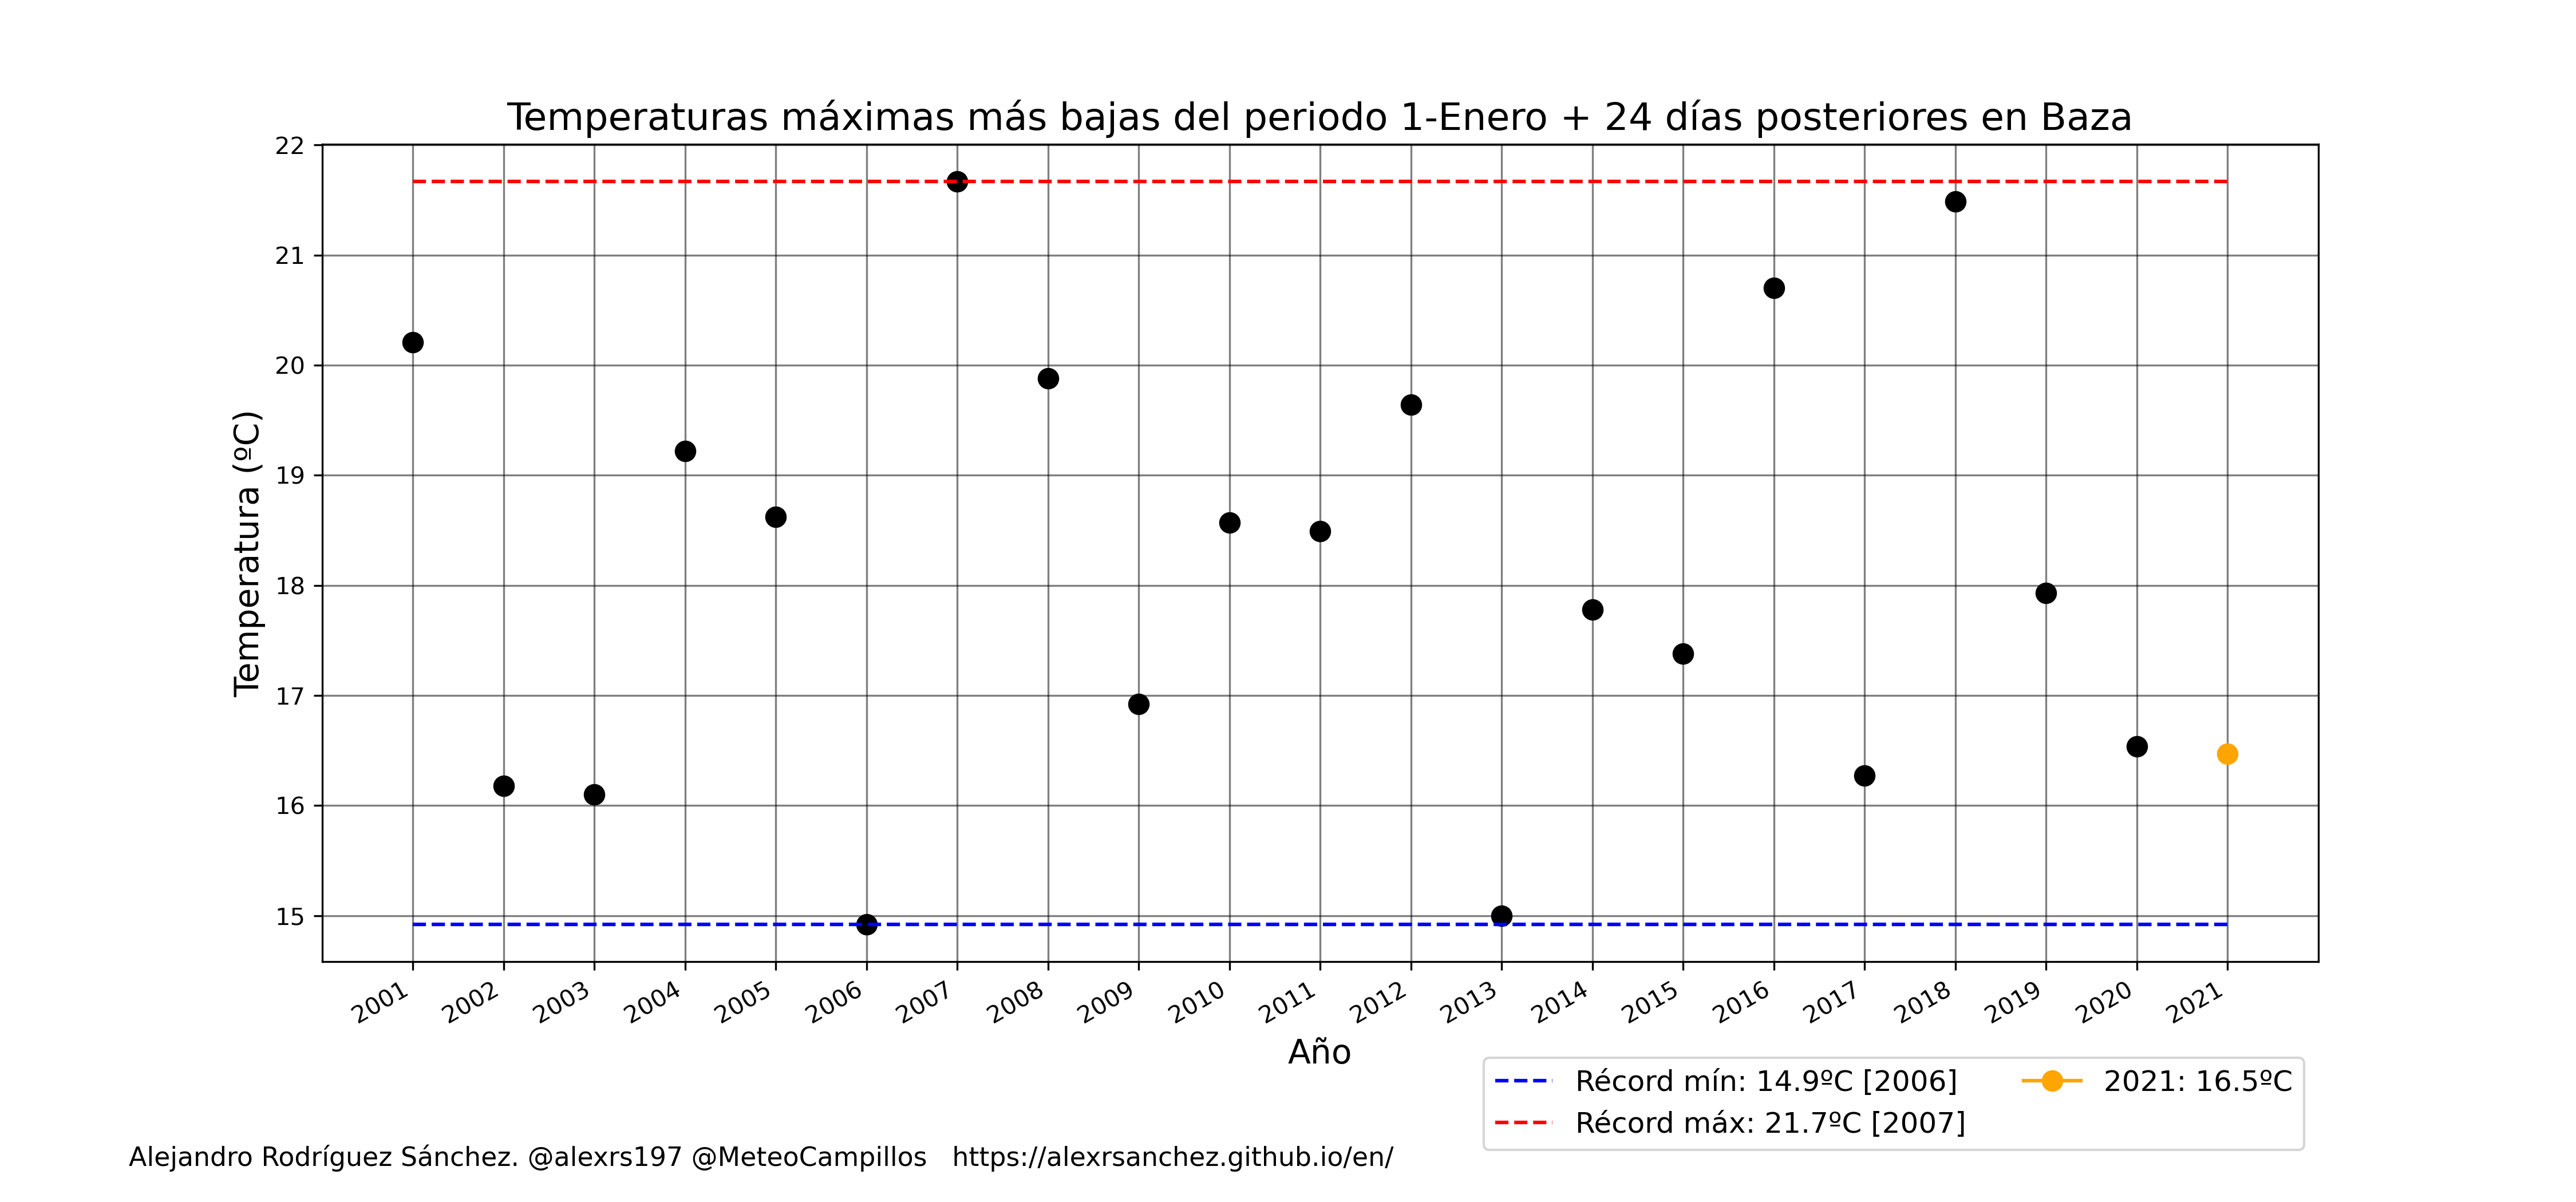 Temperaturas máximas más bajas del periodo 1-Enero + 24 días posteriores en Baza
22
21
20
19
18
17
16
15
Temperatura (ºC)
2001 2002 2003 2004 2005 2006 2007 2008 2009 2010 2011 2012 2013 2014 2015 2016 2017 2018 2019 2020 2021
Año
Récord mín: 14.9ºC [2006]
Récord máx: 21.7ºC [2007]
2021: 16.5ºC
Alejandro Rodríguez Sánchez. @alexrs197 @MeteoCampillos https://alexrsanchez.github.io/en/